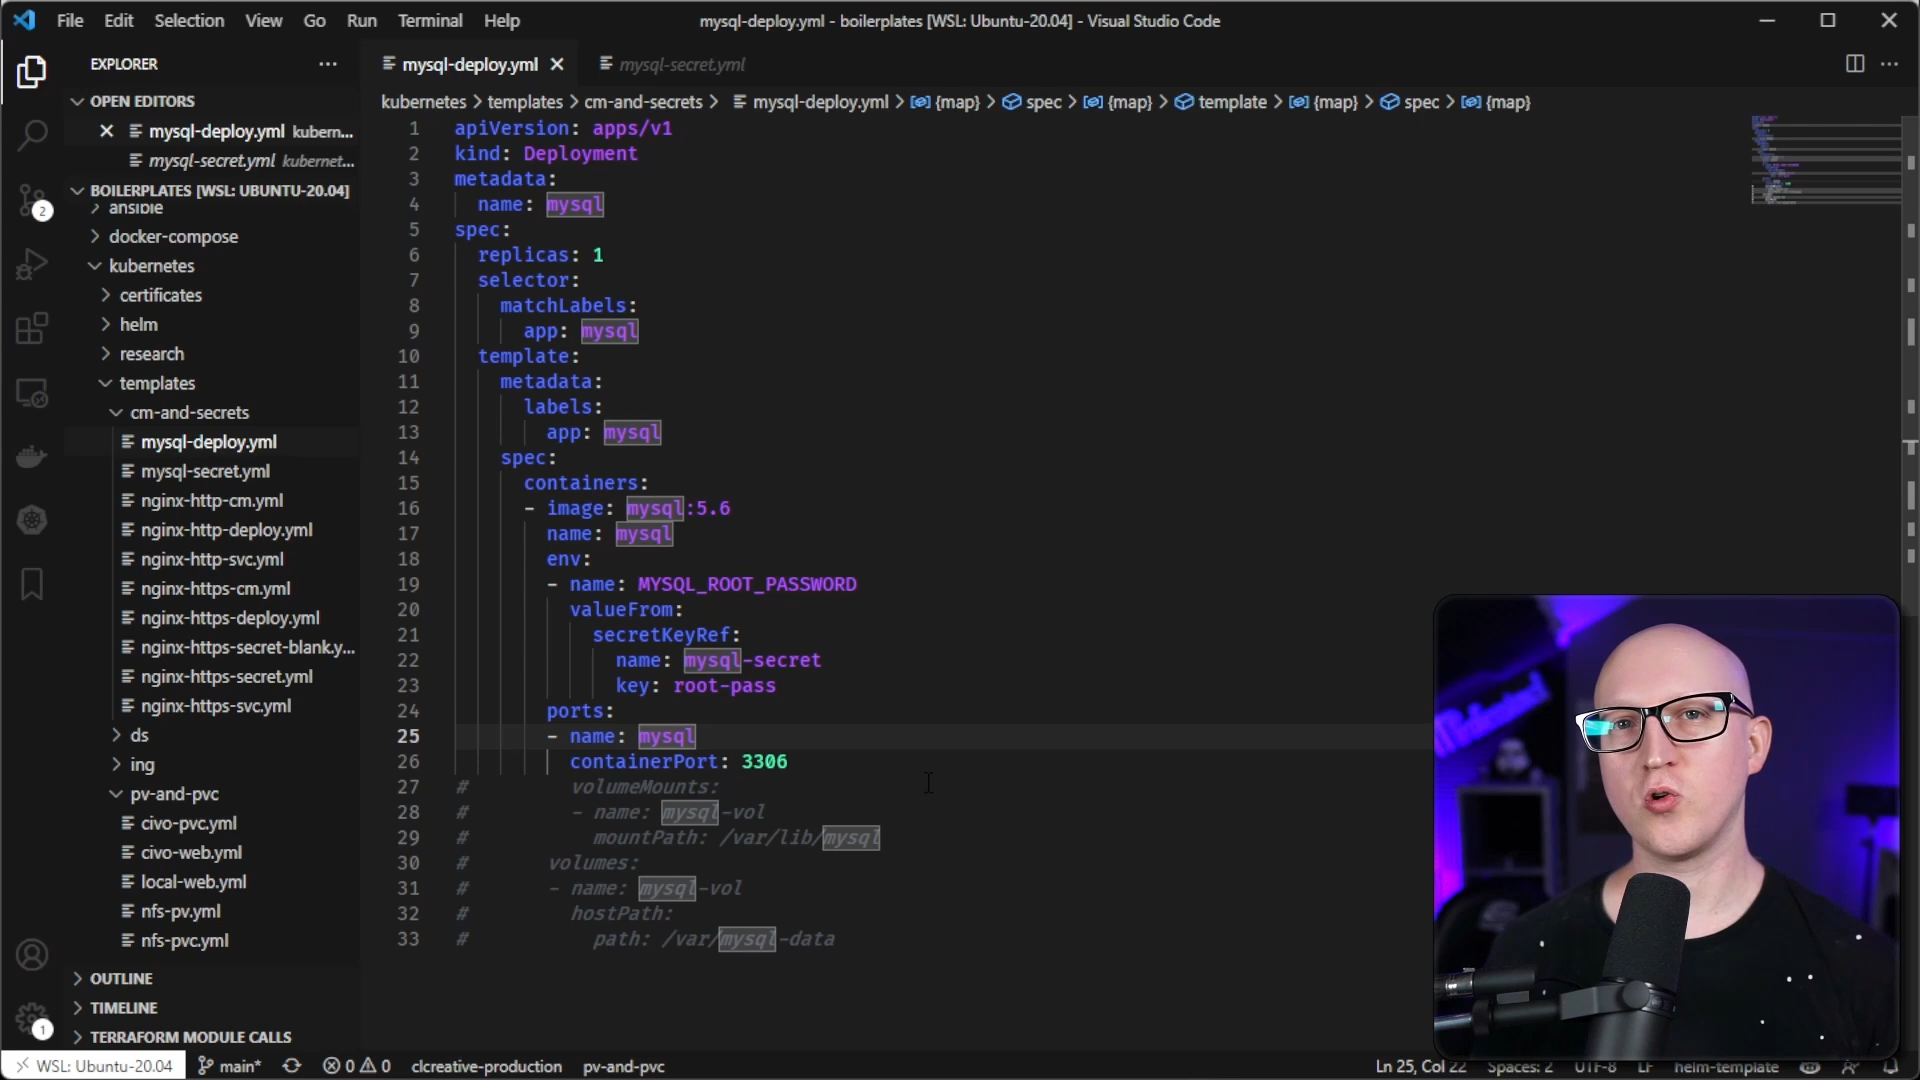 File Edit Selection View Go Run Terminal Help
mysql-deploy.yml - boilerplates [WSL: Ubuntu-20.04] - Visual Studio Code
EXPLORER
OPEN EDITORS
mysql-deploy.yml kubern...
mysql-secret.yml kubernet...
BOILERPLATES [WSL: UBUNTU-20.04]
ansible
docker-compose
kubernetes
certificates
helm
research
templates
cm-and-secrets
mysql-deploy.yml
mysql-secret.yml
nginx-http-cm.yml
nginx-http-deploy.yml
nginx-http-svc.yml
nginx-https-cm.yml
nginx-https-deploy.yml
nginx-https-secret-blank.y...
nginx-https-secret.yml
nginx-https-svc.yml
ds
ing
pv-and-pvc
civo-pvc.yml
civo-web.yml
local-web.yml
nfs-pv.yml
nfs-pvc.yml
OUTLINE
TIMELINE
TERRAFORM MODULE CALLS
2
1
mysql-deploy.yml mysql-secret.yml
kubernetes > templates > cm-and-secrets > mysql-deploy.yml > {map} > spec > {map} > template > {map} > spec > {map}
1 apiVersion: apps/v1
2 kind: Deployment
3 metadata:
4 name: mysql
5 spec:
6 replicas: 1
7 selector:
8 matchLabels:
9 app: mysql
10 template:
11 metadata:
12 labels:
13 app: mysql
14 spec:
15 containers:
16 - image: mysql:5.6
17 name: mysql
18 env:
19 - name: MYSQL_ROOT_PASSWORD
20 valueFrom:
21 secretKeyRef:
22 name: mysql-secret
23 key: root-pass
24 ports:
25 - name: mysql
26 containerPort: 3306
27 # volumeMounts:
28 # - name: mysql-vol
29 # mountPath: /var/lib/mysql
30 # volumes:
31 # - name: mysql-vol
32 # hostPath:
33 # path: /var/mysql-data
WSL: Ubuntu-20.04 main* 0 0 clcreative-production pv-and-pvc
Ln 25, Col 22 Spaces: 2 UTF-8 LF helm-template